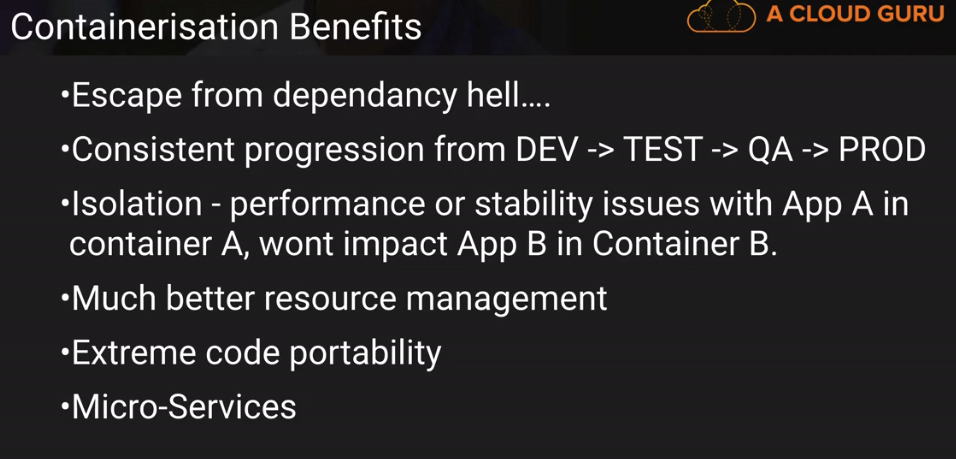 Containerisation Benefits
A CLOUD GURU
•Escape from dependancy hell....
•Consistent progression from DEV -> TEST -> QA -> PROD
•Isolation - performance or stability issues with App A in
container A, wont impact App B in Container B.
•Much better resource management
•Extreme code portability
•Micro-Services